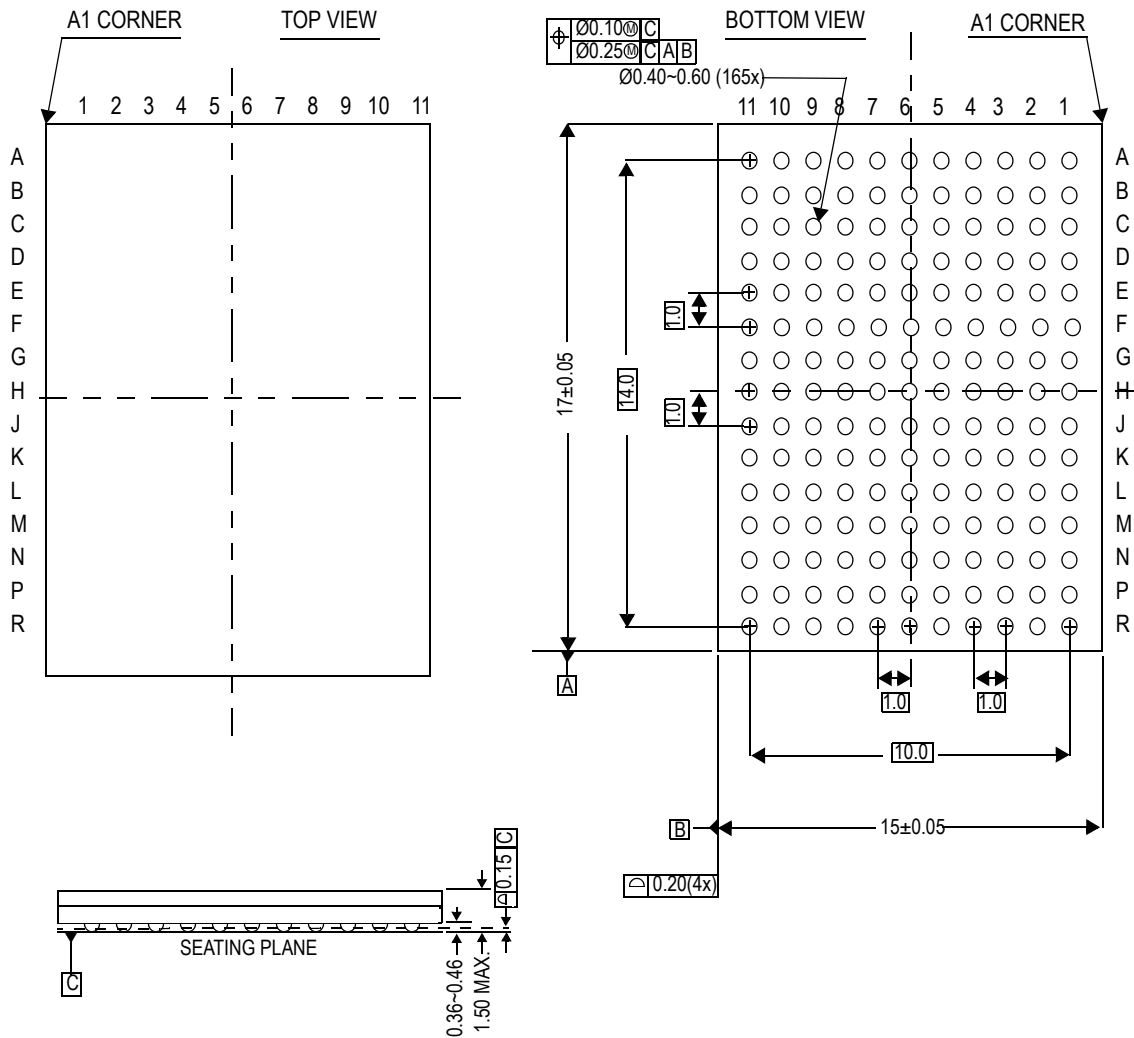 A1 CORNER
TOP VIEW
1 2 3 4 5 6 7 8 9 10 11
A
B
C
D
E
F
G
H
J
K
L
M
N
P
R
Ø0.10Ⓜ C
Ø0.25Ⓜ C A B
Ø0.40~0.60 (165x)
BOTTOM VIEW
A1 CORNER
11 10 9 8 7 6 5 4 3 2 1
A
B
C
D
E
F
G
H
J
K
L
M
N
P
R
17±0.05
14.0
1.0
1.0
A
1.0
1.0
10.0
B
15±0.05
0.20(4x)
0.15 C
SEATING PLANE
C
0.36~0.46
1.50 MAX.